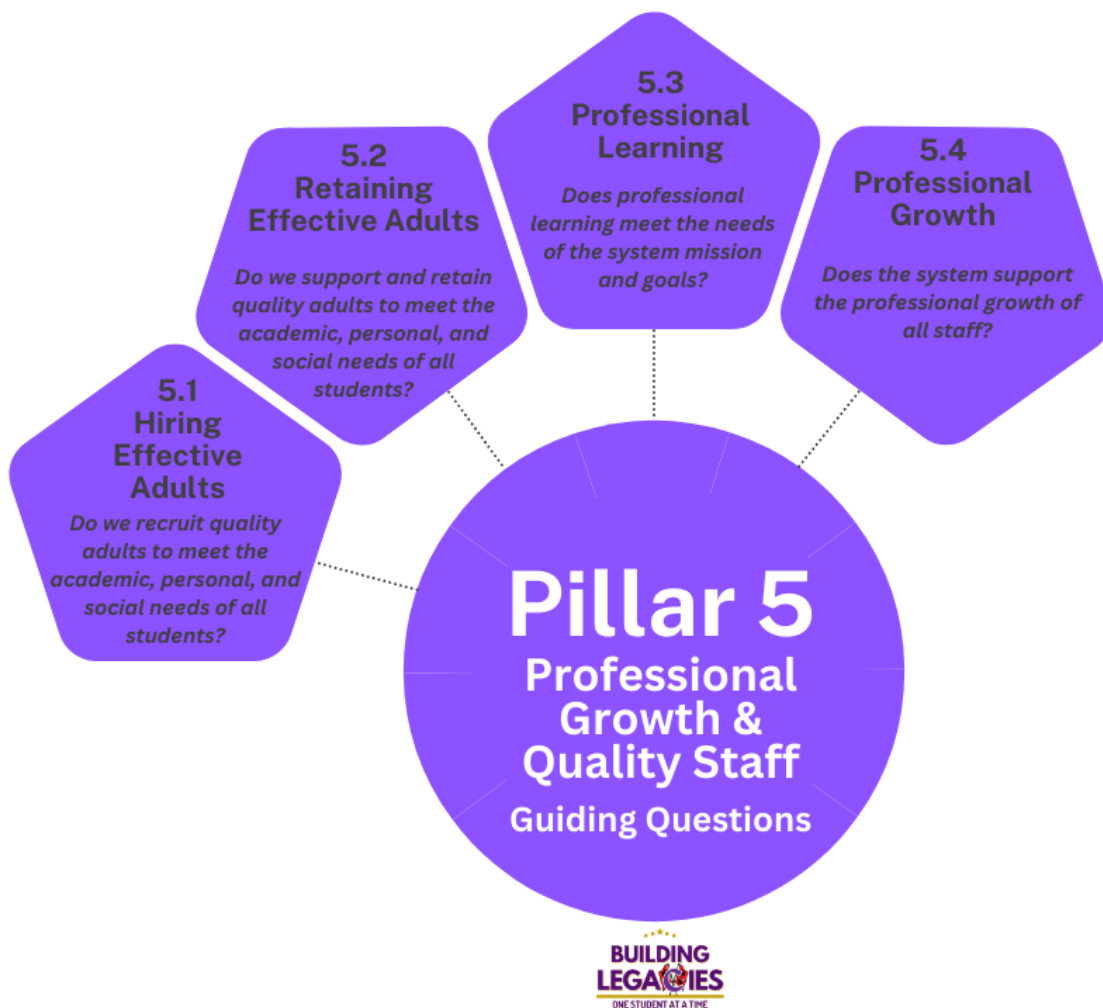 5.3
Professional
Learning
Does professional
learning meet the needs
of the system mission
and goals?
5.2
Retaining
Effective Adults
Do we support and retain
quality adults to meet the
academic, personal, and
social needs of all
students?
5.4
Professional
Growth
Does the system support
the professional growth of
all staff?
5.1
Hiring
Effective
Adults
Do we recruit quality
adults to meet the
academic, personal, and
social needs of all
students?
Pillar 5
Professional
Growth &
Quality Staff
Guiding Questions
BUILDING
LEGACIES
ONE STUDENT AT A TIME